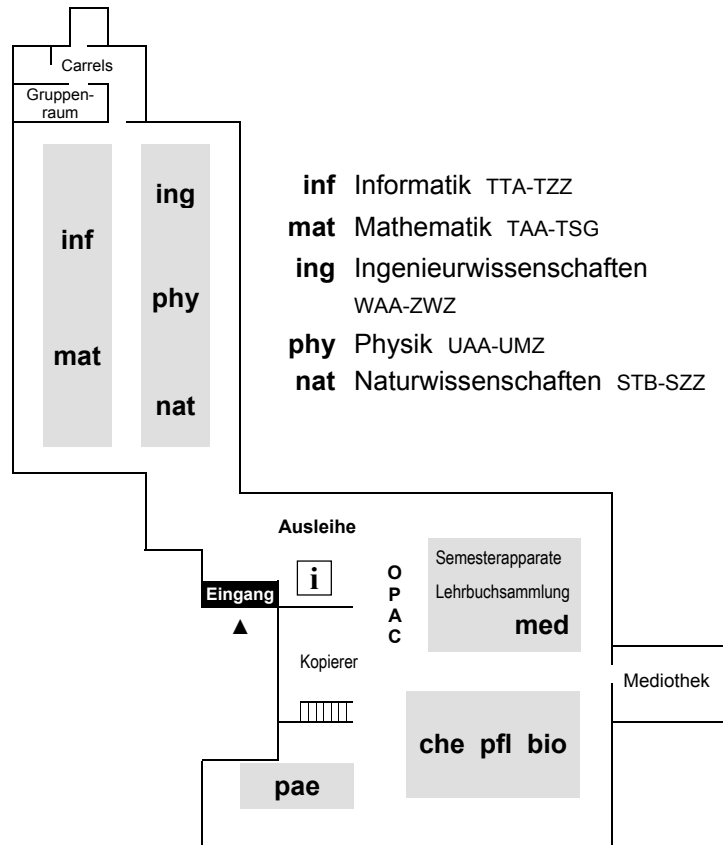 Carrels
Gruppen-
raum
ing
inf
phy
mat
nat
inf Informatik TTA-TZZ
mat Mathematik TAA-TSG
ing Ingenieurwissenschaften
WAA-ZWZ
phy Physik UAA-UMZ
nat Naturwissenschaften STB-SZZ
Ausleihe
i
Eingang
OPAC
Semesterapparate
Lehrbuchsammlung
med
Kopierer
Mediothek
che pfl bio
pae